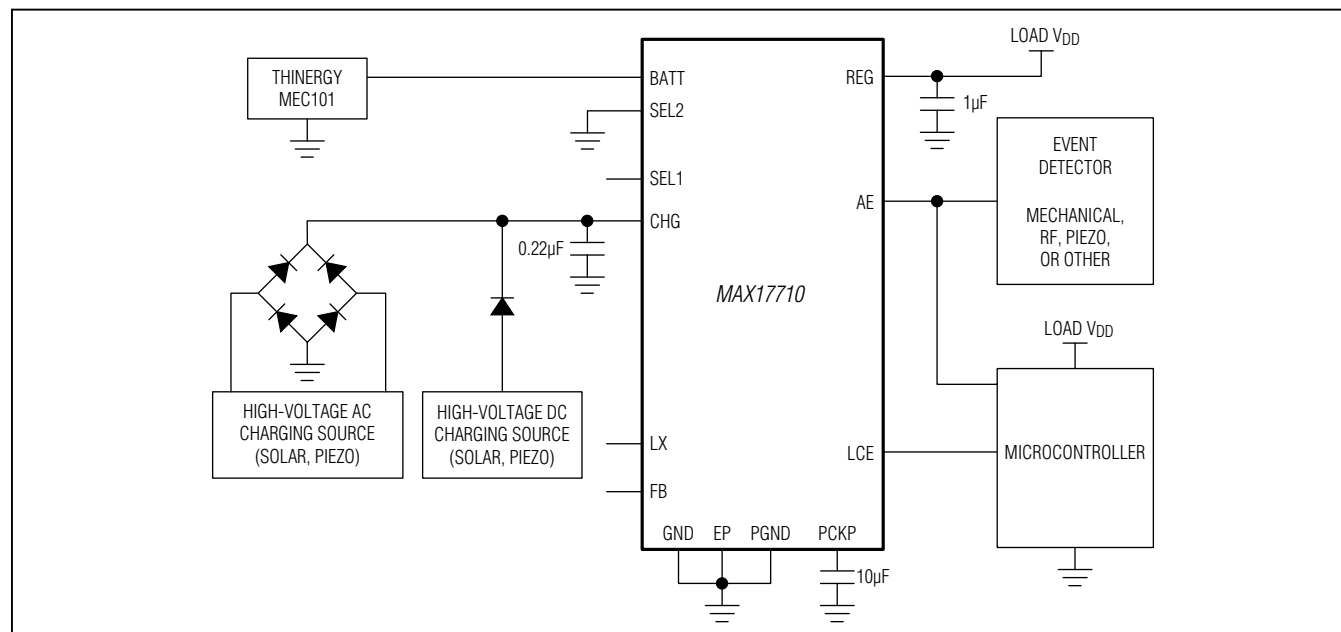 LOAD VDD
THINERGY
MEC101
BATT
REG
SEL2
1µF
EVENT
DETECTOR
MECHANICAL,
RF, PIEZO,
OR OTHER
SEL1
AE
CHG
0.22µF
MAX17710
LOAD VDD
HIGH-VOLTAGE AC
CHARGING SOURCE
(SOLAR, PIEZO)
HIGH-VOLTAGE DC
CHARGING SOURCE
(SOLAR, PIEZO)
LX
LCE
MICROCONTROLLER
FB
GND
EP
PGND
PCKP
10µF